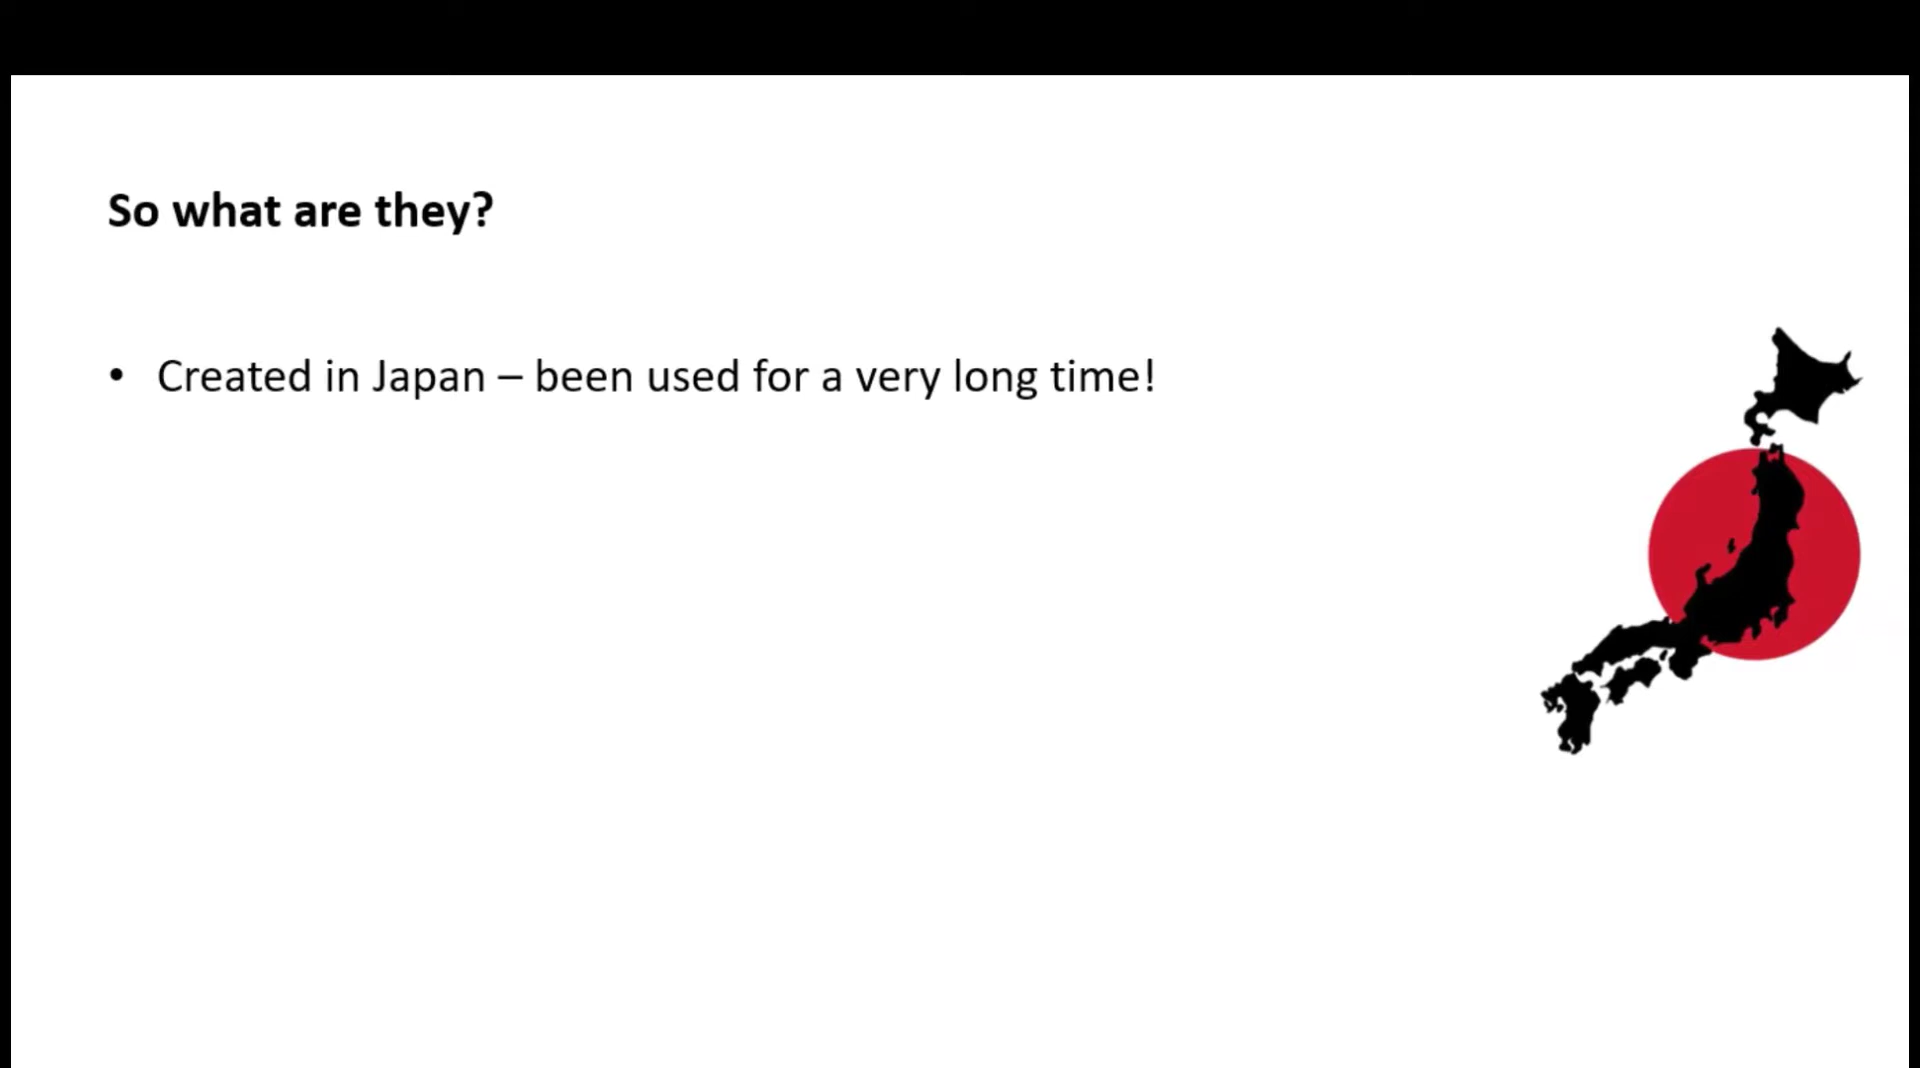 So what are they?
• Created in Japan – been used for a very long time!